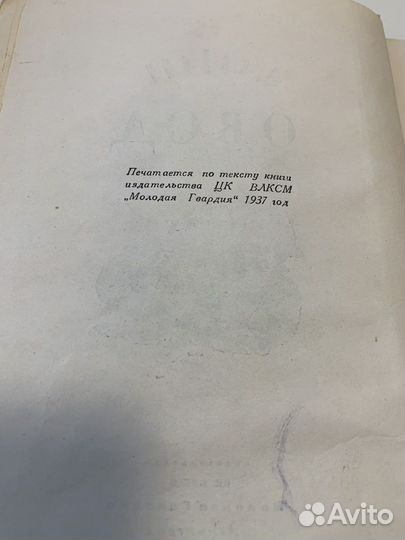 Печатается по тексту книги
издательства ЦК ВЛКСМ
„Молодая Гвардия“ 1937 год
Avito